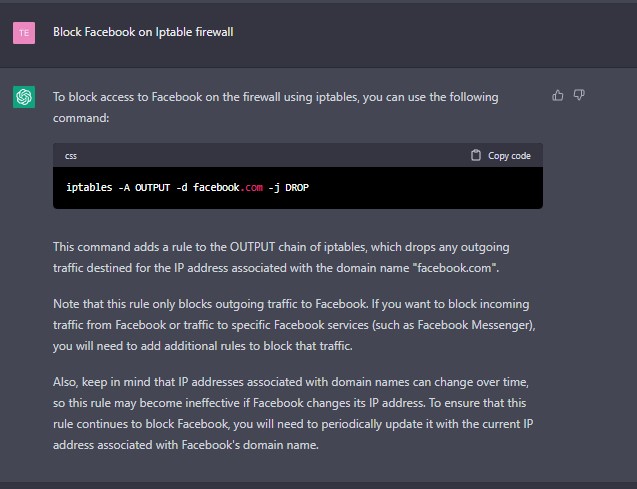 TE
Block Facebook on Iptable firewall
To block access to Facebook on the firewall using iptables, you can use the following
command:
css
Copy code
iptables -A OUTPUT -d facebook.com -j DROP
This command adds a rule to the OUTPUT chain of iptables, which drops any outgoing
traffic destined for the IP address associated with the domain name "facebook.com".
Note that this rule only blocks outgoing traffic to Facebook. If you want to block incoming
traffic from Facebook or traffic to specific Facebook services (such as Facebook Messenger),
you will need to add additional rules to block that traffic.
Also, keep in mind that IP addresses associated with domain names can change over time,
so this rule may become ineffective if Facebook changes its IP address. To ensure that this
rule continues to block Facebook, you will need to periodically update it with the current IP
address associated with Facebook's domain name.